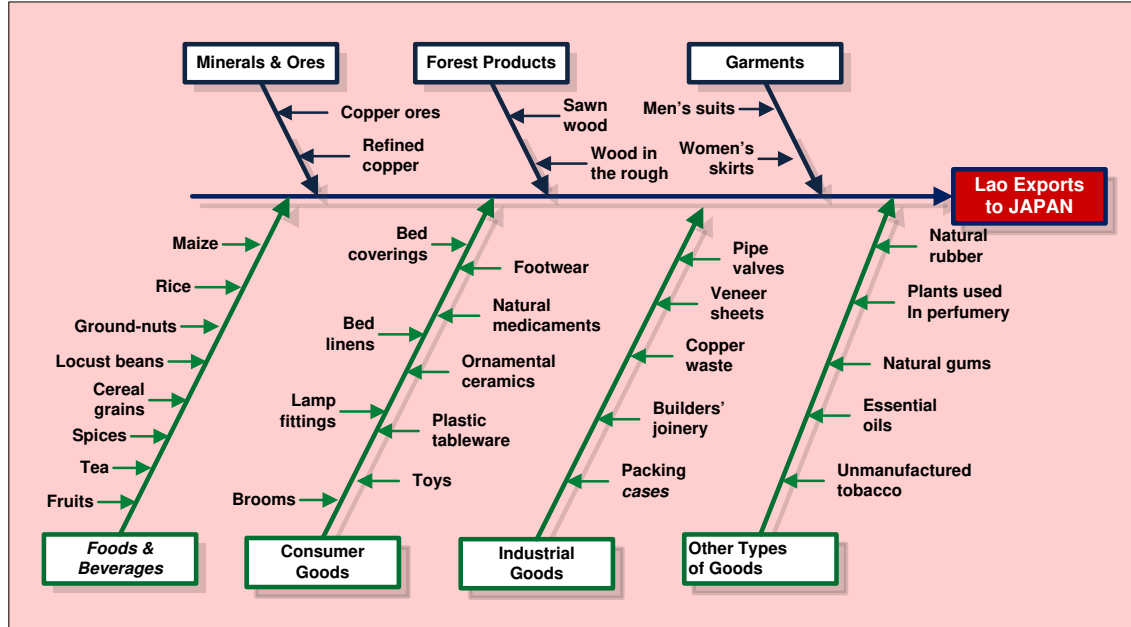 Minerals & Ores
Forest Products
Garments
Copper ores
Refined
copper
Sawn
wood
Wood in
the rough
Men's suits
Women's
skirts
Lao Exports
to JAPAN
Maize
Rice
Ground-nuts
Locust beans
Cereal
grains
Spices
Tea
Fruits
Foods &
Beverages
Bed
coverings
Footwear
Natural
medicaments
Bed
linens
Ornamental
ceramics
Lamp
fittings
Plastic
tableware
Toys
Brooms
Consumer
Goods
Pipe
valves
Veneer
sheets
Copper
waste
Builders'
joinery
Packing
cases
Industrial
Goods
Natural
rubber
Plants used
In perfumery
Natural gums
Essential
oils
Unmanufactured
tobacco
Other Types
of Goods